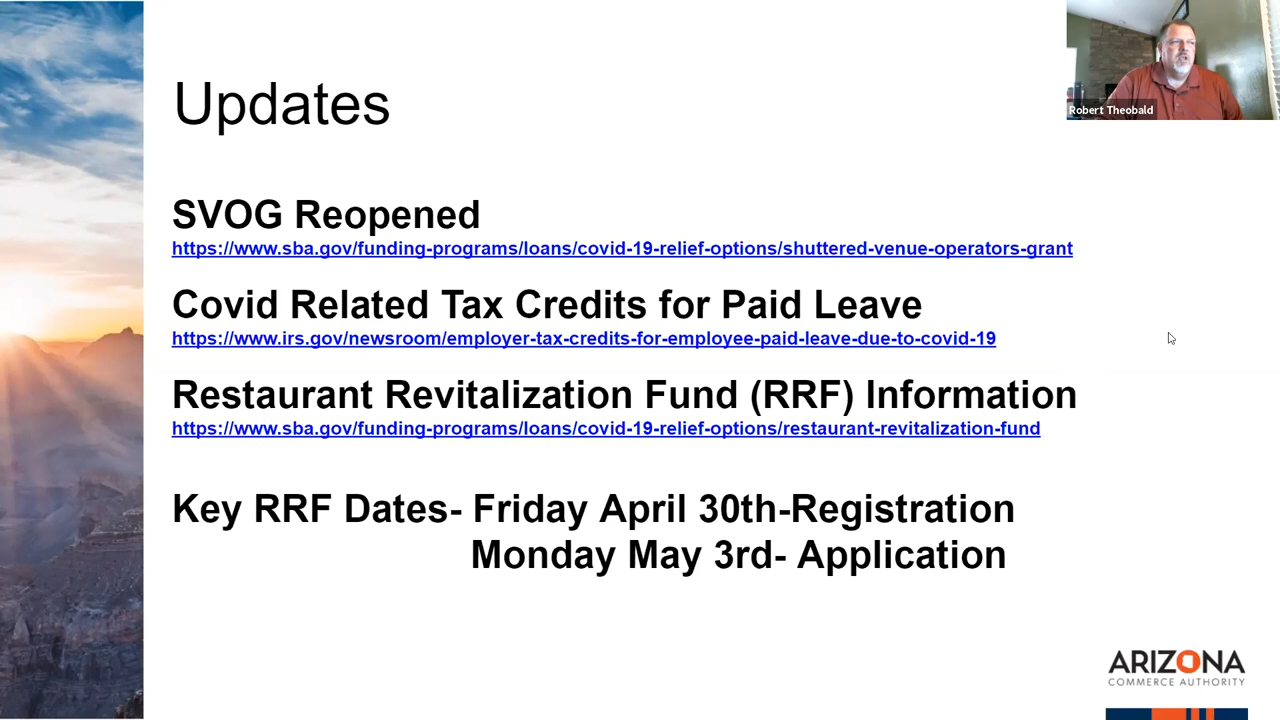 Updates
Robert Theobald
SVOG Reopened
https://www.sba.gov/funding-programs/loans/covid-19-relief-options/shuttered-venue-operators-grant
Covid Related Tax Credits for Paid Leave
https://www.irs.gov/newsroom/employer-tax-credits-for-employee-paid-leave-due-to-covid-19
Restaurant Revitalization Fund (RRF) Information
https://www.sba.gov/funding-programs/loans/covid-19-relief-options/restaurant-revitalization-fund
Key RRF Dates- Friday April 30th-Registration
Monday May 3rd- Application
ARIZONA
COMMERCE AUTHORITY